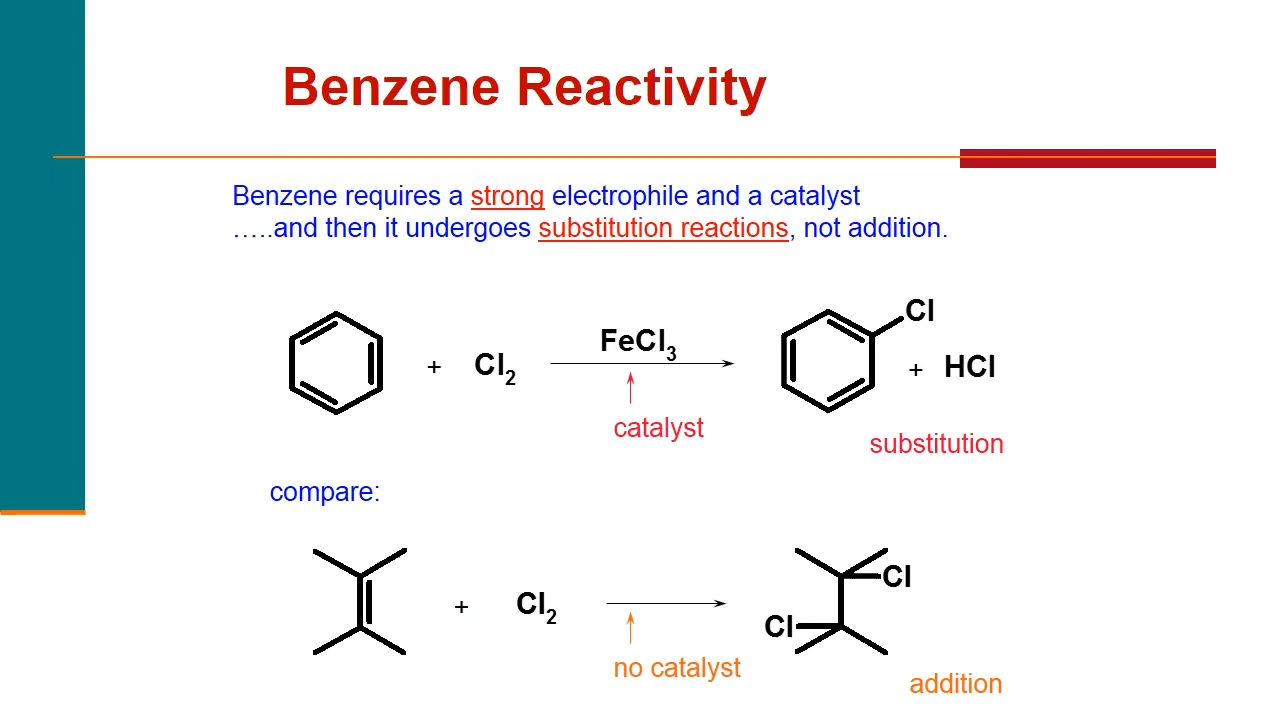 Benzene Reactivity
Benzene requires a strong electrophile and a catalyst
…..and then it undergoes substitution reactions, not addition.
+ Cl₂ FeCl₃ Cl + HCl
catalyst
substitution
compare:
+ Cl₂ Cl Cl
no catalyst
addition